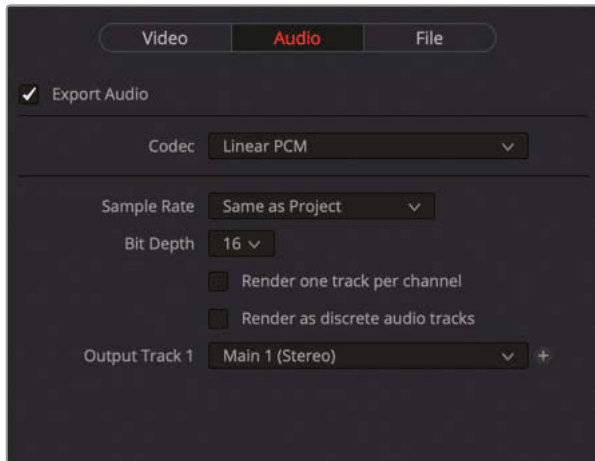 Video Audio File
Export Audio
Codec Linear PCM
Sample Rate Same as Project
Bit Depth 16
Render one track per channel
Render as discrete audio tracks
Output Track 1 Main 1 (Stereo) +